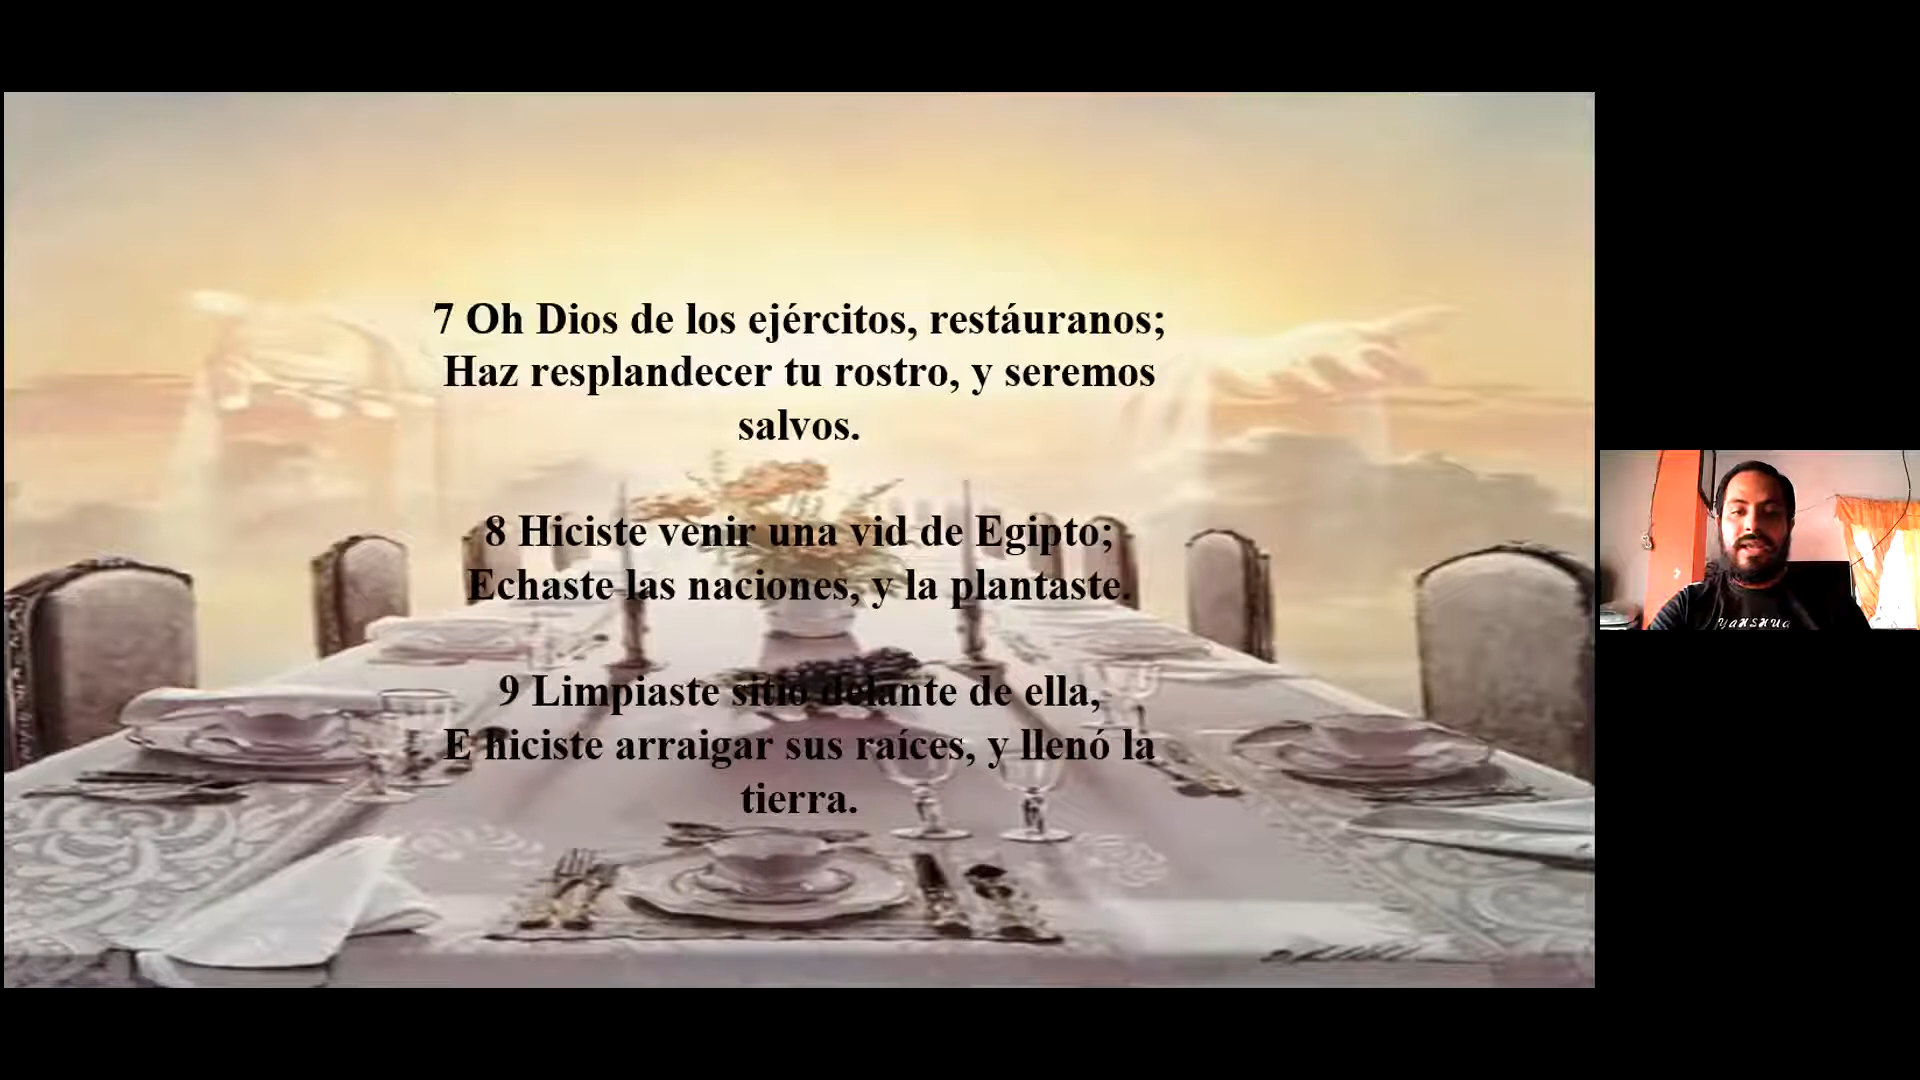 7 Oh Dios de los ejércitos, restáuranos;
Haz resplandecer tu rostro, y seremos
salvos.
8 Hiciste venir una vid de Egipto;
Echaste las naciones, y la plantaste.
9 Limpiaste sitio delante de ella,
E hiciste arraigar sus raíces, y llenó la
tierra.
YAHSHUA